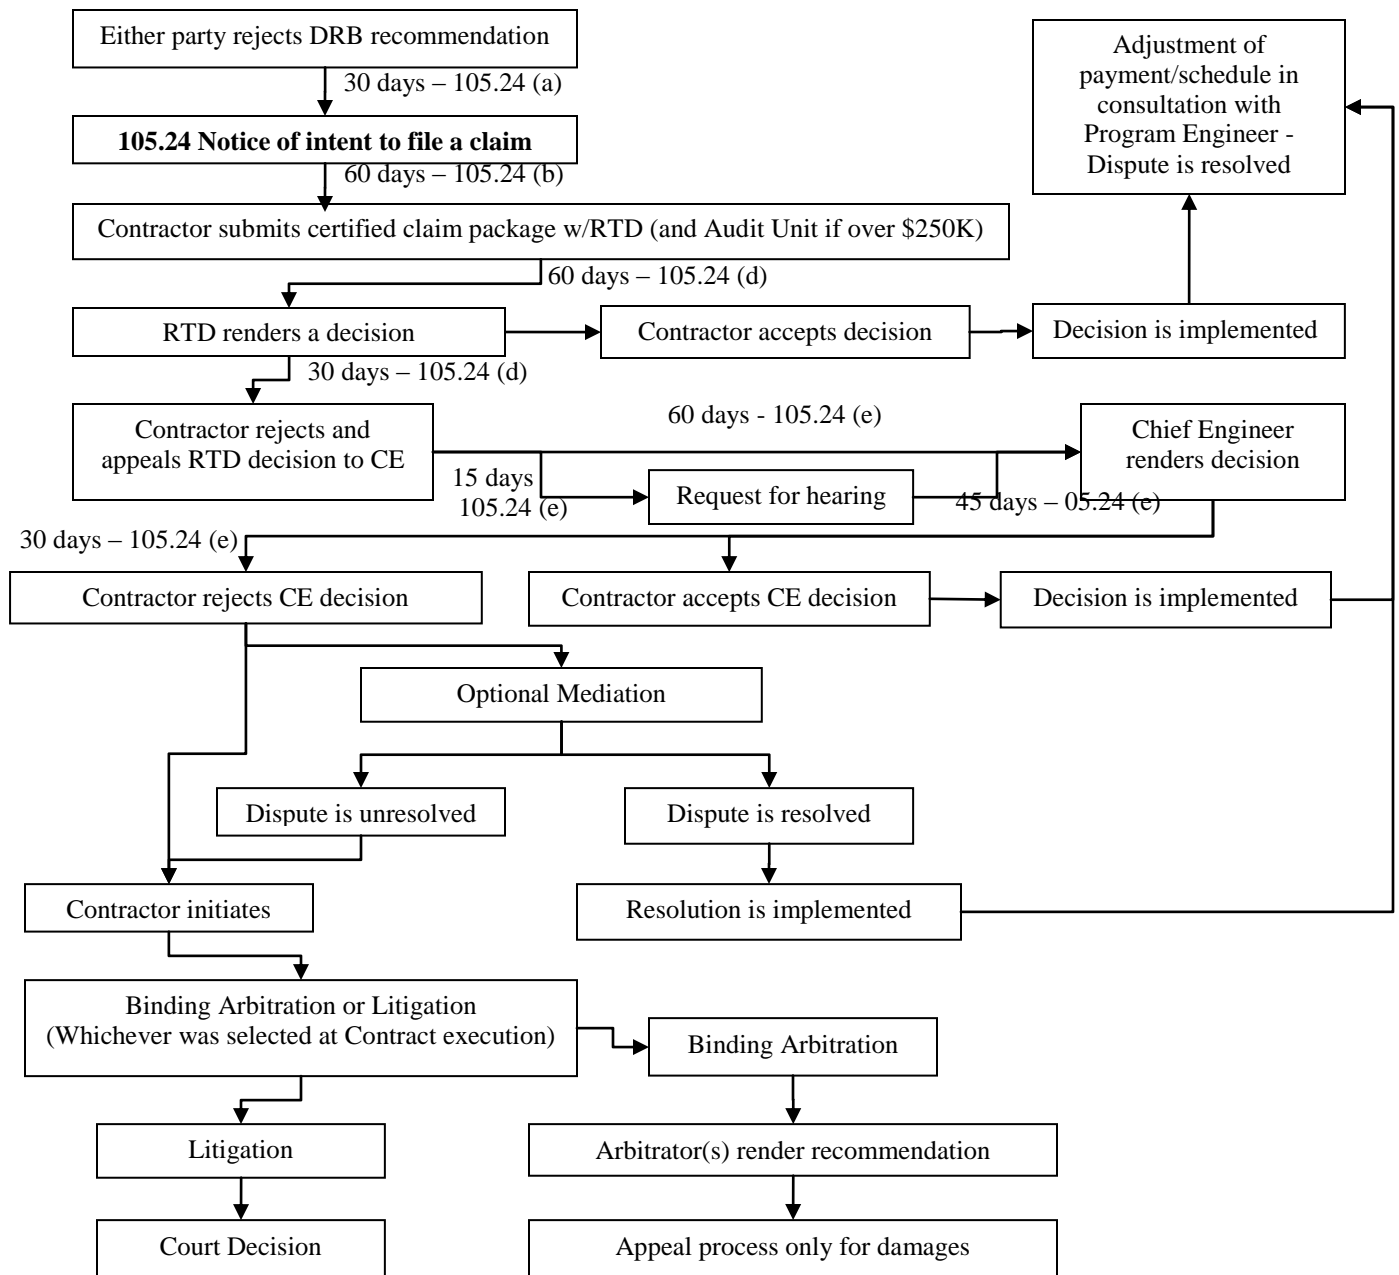 Either party rejects DRB recommendation
30 days – 105.24 (a)
105.24 Notice of intent to file a claim
60 days – 105.24 (b)
Contractor submits certified claim package w/RTD (and Audit Unit if over $250K)
60 days – 105.24 (d)
Adjustment of
payment/schedule in
consultation with
Program Engineer -
Dispute is resolved
RTD renders a decision
Contractor accepts decision
Decision is implemented
30 days – 105.24 (d)
Contractor rejects and
appeals RTD decision to CE
60 days - 105.24 (e)
Chief Engineer
renders decision
15 days
105.24 (e)
Request for hearing
45 days – 05.24 (e)
30 days – 105.24 (e)
Contractor rejects CE decision
Contractor accepts CE decision
Decision is implemented
Optional Mediation
Dispute is unresolved
Dispute is resolved
Contractor initiates
Resolution is implemented
Binding Arbitration or Litigation
(Whichever was selected at Contract execution)
Binding Arbitration
Litigation
Arbitrator(s) render recommendation
Court Decision
Appeal process only for damages